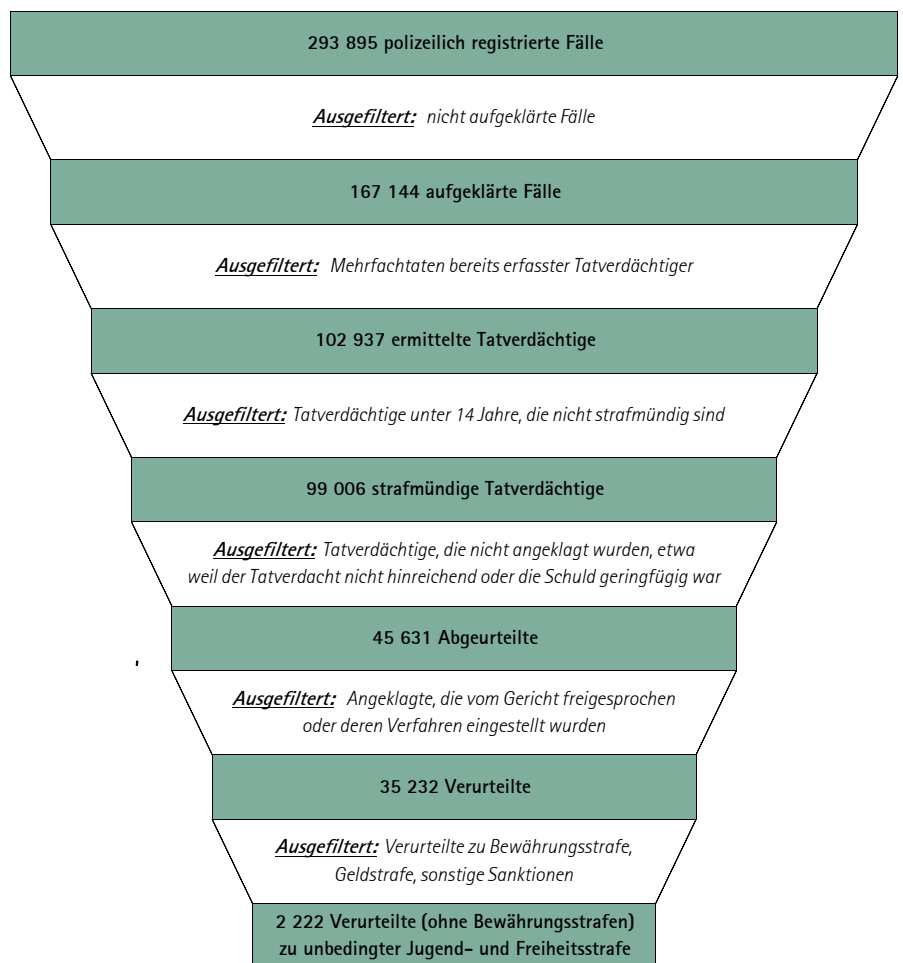 293 895 polizeilich registrierte Fälle
Ausgefiltert: nicht aufgeklärte Fälle
167 144 aufgeklärte Fälle
Ausgefiltert: Mehrfachtaten bereits erfasster Tatverdächtiger
102 937 ermittelte Tatverdächtige
Ausgefiltert: Tatverdächtige unter 14 Jahre, die nicht strafmündig sind
99 006 strafmündige Tatverdächtige
Ausgefiltert: Tatverdächtige, die nicht angeklagt wurden, etwa
weil der Tatverdacht nicht hinreichend oder die Schuld geringfügig war
45 631 Abgeurteilte
Ausgefiltert: Angeklagte, die vom Gericht freigesprochen
oder deren Verfahren eingestellt wurden
35 232 Verurteilte
Ausgefiltert: Verurteilte zu Bewährungsstrafe,
Geldstrafe, sonstige Sanktionen
2 222 Verurteilte (ohne Bewährungsstrafen)
zu unbedingter Jugend- und Freiheitsstrafe